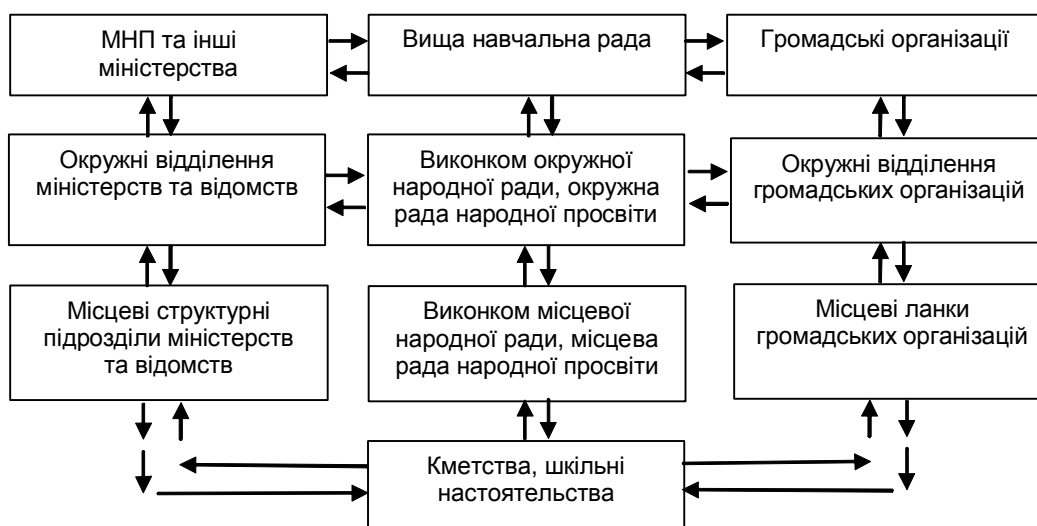 МНП та інші
міністерства
Вища навчальна рада
Громадські організації
Окружні відділення
міністерств та відомств
Виконком окружної
народної ради, окружна
рада народної просвіти
Окружні відділення
громадських організацій
Місцеві структурні
підрозділи міністерств
та відомств
Виконком місцевої
народної ради, місцева
рада народної просвіти
Місцеві ланки
громадських організацій
Кметства, шкільні
настоятельства